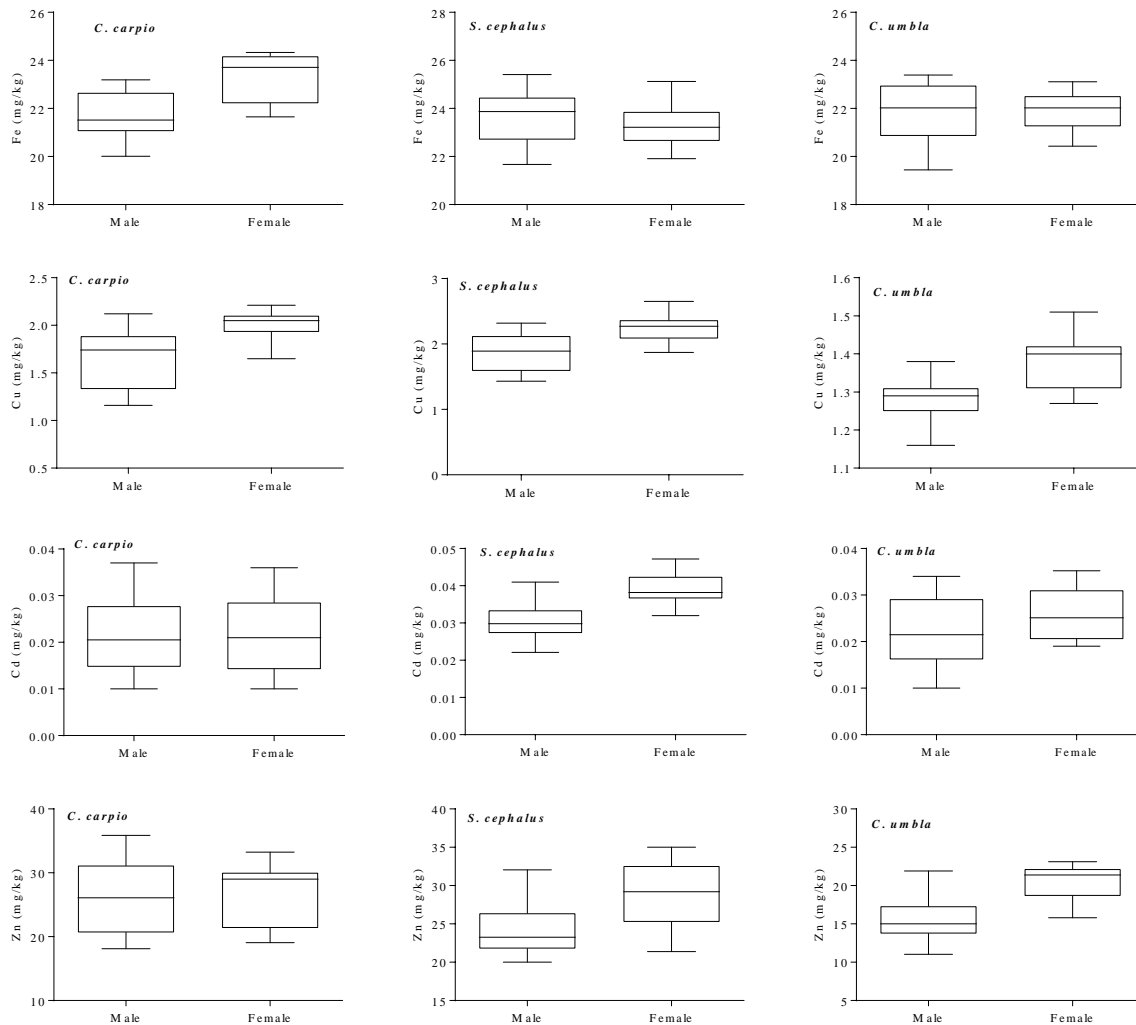 C. carpio
Fe (mg/kg)
26
24
22
20
18
Male Female
S. cephalus
Fe (mg/kg)
28
26
24
22
20
Male Female
C. umbla
Fe (mg/kg)
26
24
22
20
18
Male Female
C. carpio
Cu (mg/kg)
2.5
2.0
1.5
1.0
0.5
Male Female
S. cephalus
Cu (mg/kg)
3
2
1
0
Male Female
C. umbla
Cu (mg/kg)
1.6
1.5
1.4
1.3
1.2
1.1
Male Female
C. carpio
Cd (mg/kg)
0.04
0.03
0.02
0.01
0.00
Male Female
S. cephalus
Cd (mg/kg)
0.05
0.04
0.03
0.02
0.01
0.00
Male Female
C. umbla
Cd (mg/kg)
0.04
0.03
0.02
0.01
0.00
Male Female
C. carpio
Zn (mg/kg)
40
30
20
10
Male Female
S. cephalus
Zn (mg/kg)
40
35
30
25
20
15
Male Female
C. umbla
Zn (mg/kg)
30
25
20
15
10
5
Male Female